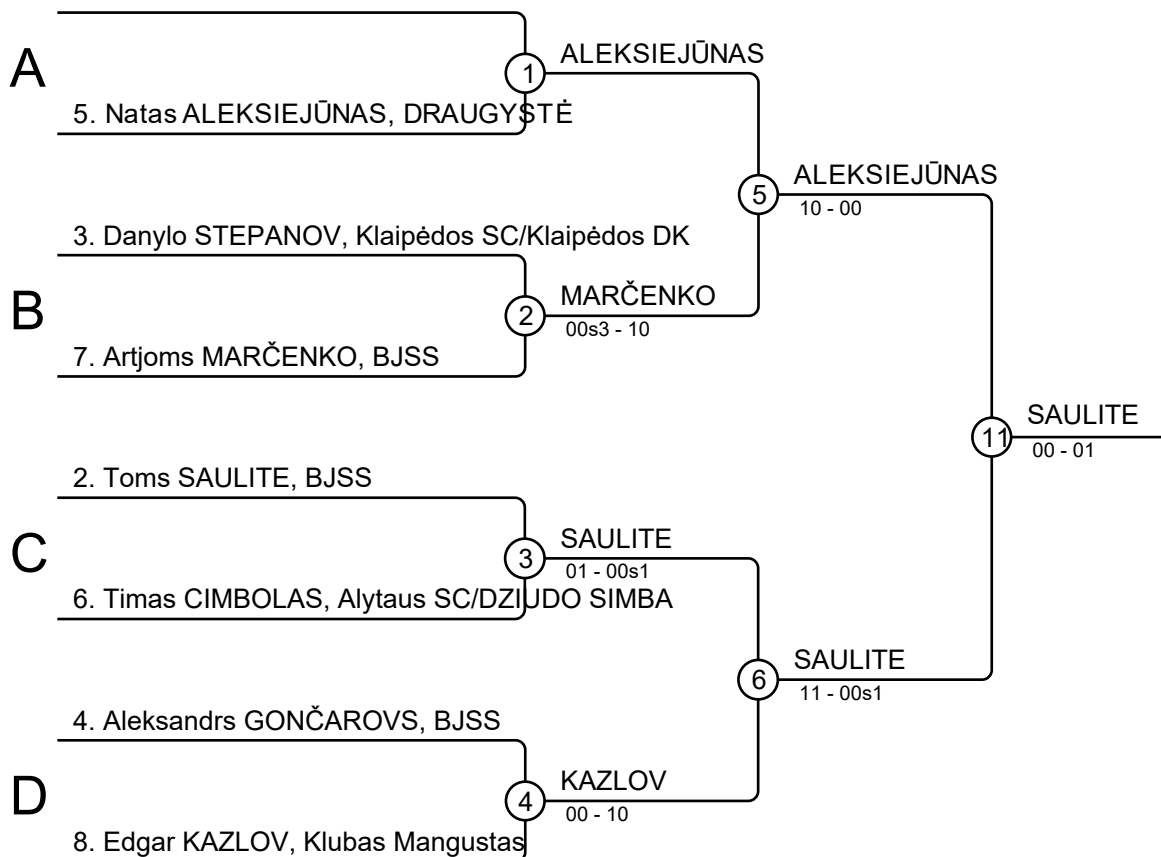 A
1
ALEKSIEJŪNAS
5. Natas ALEKSIEJŪNAS, DRAUGYSTĖ
5
ALEKSIEJŪNAS
10 - 00
3. Danylo STEPANOV, Klaipėdos SC/Klaipėdos DK
B
2
MARČENKO
00s3 - 10
7. Artjoms MARČENKO, BJSS
11
SAULITE
00 - 01
2. Toms SAULITE, BJSS
C
3
SAULITE
01 - 00s1
6. Timas CIMBOLAS, Alytaus SC/DZIUDO SIMBA
6
SAULITE
11 - 00s1
4. Aleksandrs GONČAROVS, BJSS
D
4
KAZLOV
00 - 10
8. Edgar KAZLOV, Klubas Mangustas